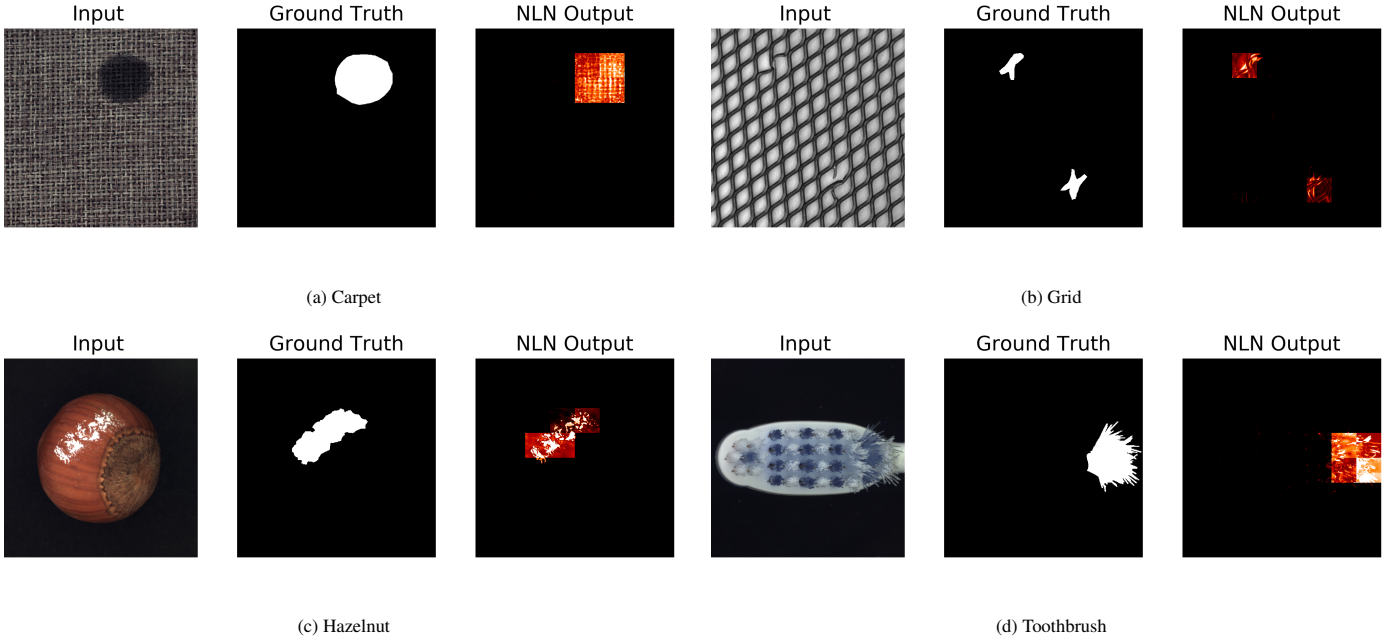 Input Ground Truth NLN Output Input Ground Truth NLN Output
(a) Carpet (b) Grid
Input Ground Truth NLN Output Input Ground Truth NLN Output
(c) Hazelnut (d) Toothbrush